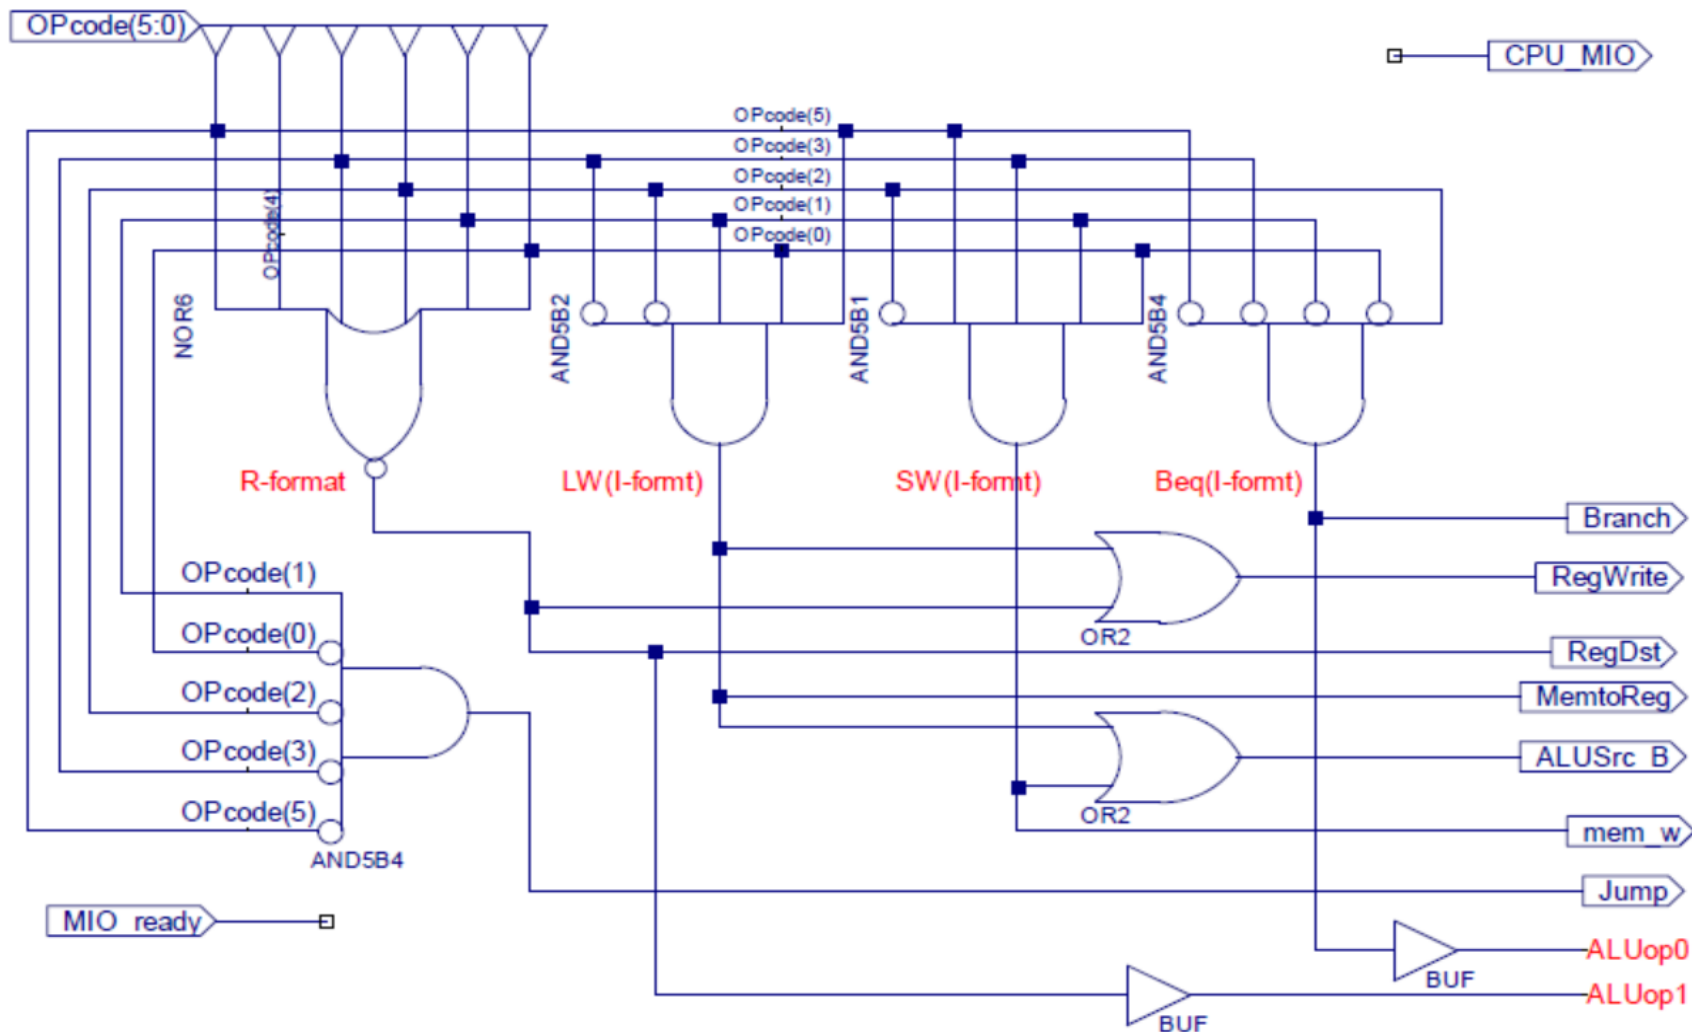 OPcode(5:0)
CPU_MIO
OPcode(5)
OPcode(3)
OPcode(2)
OPcode(1)
OPcode(0)
OPcode(4)
NOR6
AND5B2
AND5B1
AND5B4
R-format
LW(I-formt)
SW(I-formt)
Beq(I-formt)
Branch
RegWrite
OR2
RegDst
MemtoReg
ALUSrc_B
OR2
mem_w
Jump
OPcode(1)
OPcode(0)
OPcode(2)
OPcode(3)
OPcode(5)
AND5B4
MIO_ready
ALUop0
BUF
ALUop1
BUF